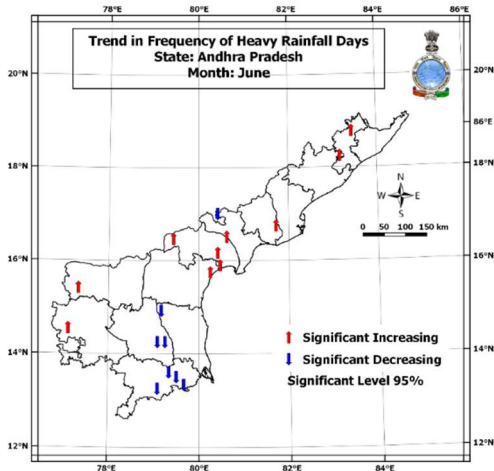 78°E 80°E 82°E 84°E 86°E
Trend in Frequency of Heavy Rainfall Days
State: Andhra Pradesh
Month: June
20°N
20°N
86°E
18°N
18°N
N
W E
S
0 50 100 150 km
16°N
16°N
Significant Increasing
Significant Decreasing
Significant Level 95%
14°N
14°N
12°N
12°N
78°E 80°E 82°E 84°E